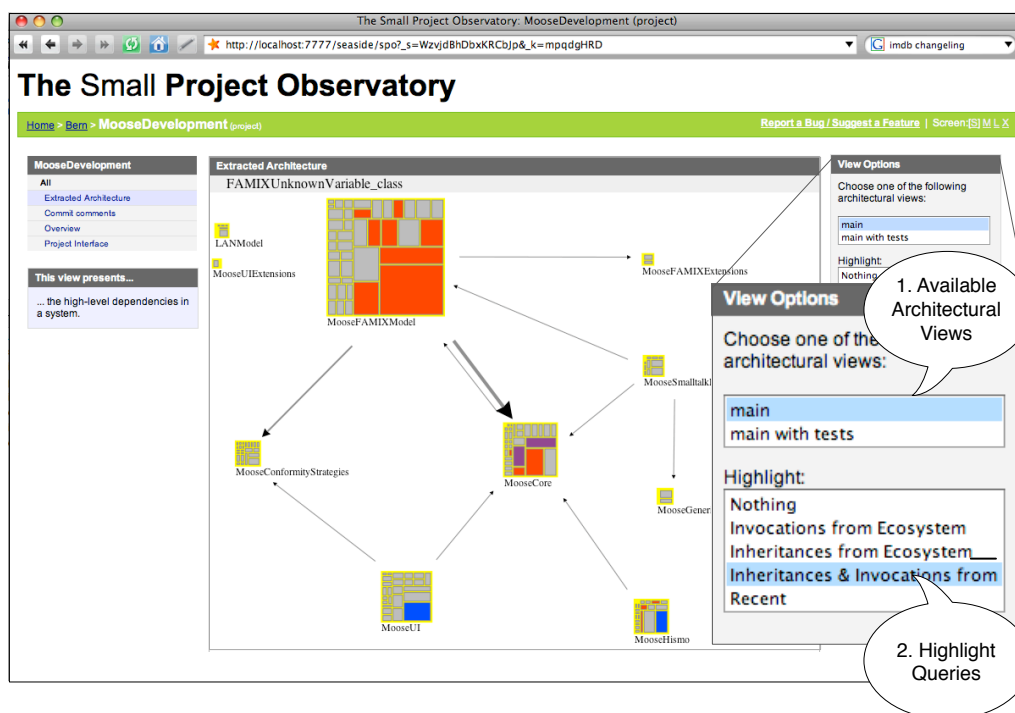 The Small Project Observatory: MooseDevelopment (project)
http://localhost:7777/seaside/spo?_s=WzvjdBhDbxKRCbJp&_k=mpqdgHRD
imdb changeling
The Small Project Observatory
Home > Bern > MooseDevelopment (project)
Report a Bug / Suggest a Feature | Screen:[S] M L X
MooseDevelopment
All
Extracted Architecture
Commit comments
Overview
Project Interface
This view presents...
... the high-level dependencies in
a system.
Extracted Architecture
FAMIXUnknownVariable_class
LANModel
MooseUIExtensions
MooseFAMIXModel
MooseFAMIXExtensions
MooseSmalltalk
MooseConformityStrategies
MooseCore
MooseGener
MooseUI
MooseHismo
View Options
Choose one of the following
architectural views:
main
main with tests
Highlight:
Nothing
1. Available
Architectural
Views
View Options
Choose one of the
architectural views:
main
main with tests
Highlight:
Nothing
Invocations from Ecosystem
Inheritances from Ecosystem
Inheritances & Invocations from
Recent
2. Highlight
Queries